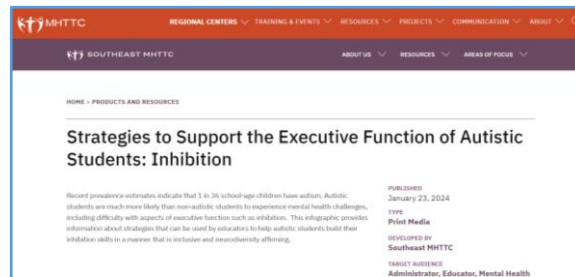 MHTTC REGIONAL CENTERS TRAINING & EVENTS RESOURCES PROJECTS COMMUNICATION ABOUT
SOUTHEAST MHTTC ABOUT US RESOURCES AREAS OF FOCUS
HOME > PRODUCTS AND RESOURCES
Strategies to Support the Executive Function of Autistic
Students: Inhibition
Recent prevalence estimates indicate that 1 in 36 school-age children have autism. Autistic
students are much more likely than non-autistic students to experience mental health challenges,
including difficulty with aspects of executive function such as inhibition. This infographic provides
information about strategies that can be used by educators to help autistic students build their
inhibition skills in a manner that is inclusive and neurodiversity affirming.
PUBLISHED
January 23, 2024
TYPE
Print Media
DEVELOPED BY
Southeast MHTTC
TARGET AUDIENCE
Administrator, Educator, Mental Health